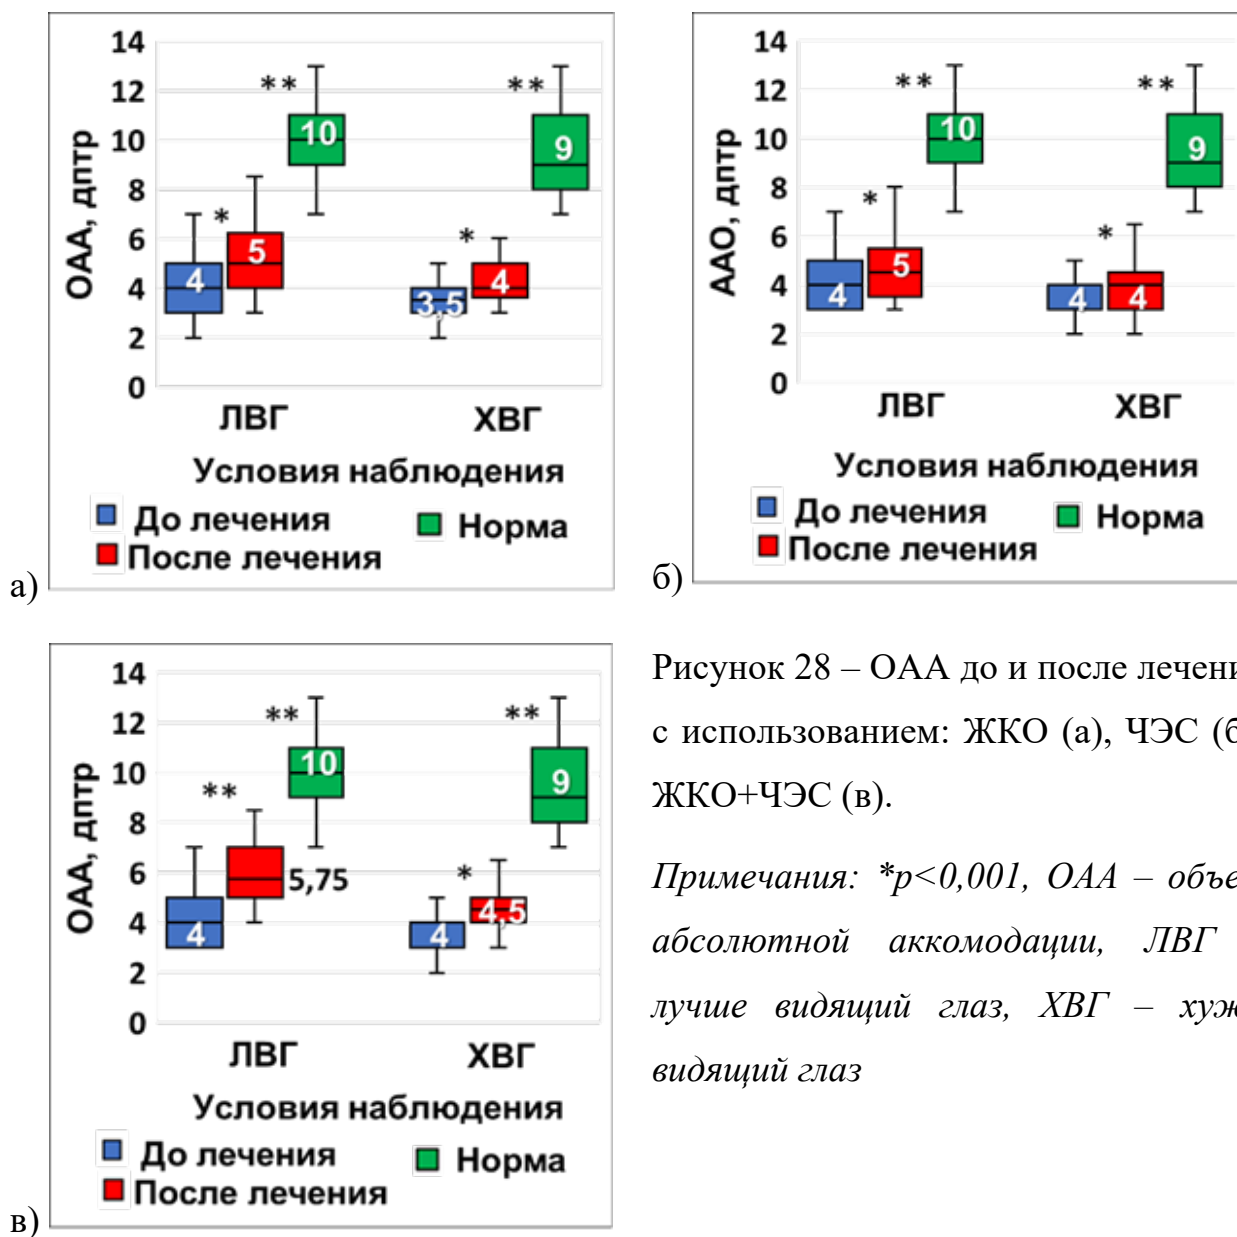 14
12
10
8
6
4
2
0
ОАА, дптр
4
*
5
**
10
3,5
*
4
**
9
ЛВГ ХВГ
Условия наблюдения
До лечения Норма
После лечения
а)
14
12
10
8
6
4
2
0
ААО, дптр
4
*
5
**
10
4
*
4
**
9
ЛВГ ХВГ
Условия наблюдения
До лечения Норма
После лечения
б)
14
12
10
8
6
4
2
0
ОАА, дптр
4
**
5,75
**
10
4
*
4,5
**
9
ЛВГ ХВГ
Условия наблюдения
До лечения Норма
После лечения
в)
Рисунок 28 – ОАА до и после лечени
с использованием: ЖКО (а), ЧЭС (б
ЖКО+ЧЭС (в).
Примечания: *p<0,001, ОАА – объе
абсолютной аккомодации, ЛВГ
лучше видящий глаз, ХВГ – хуж
видящий глаз